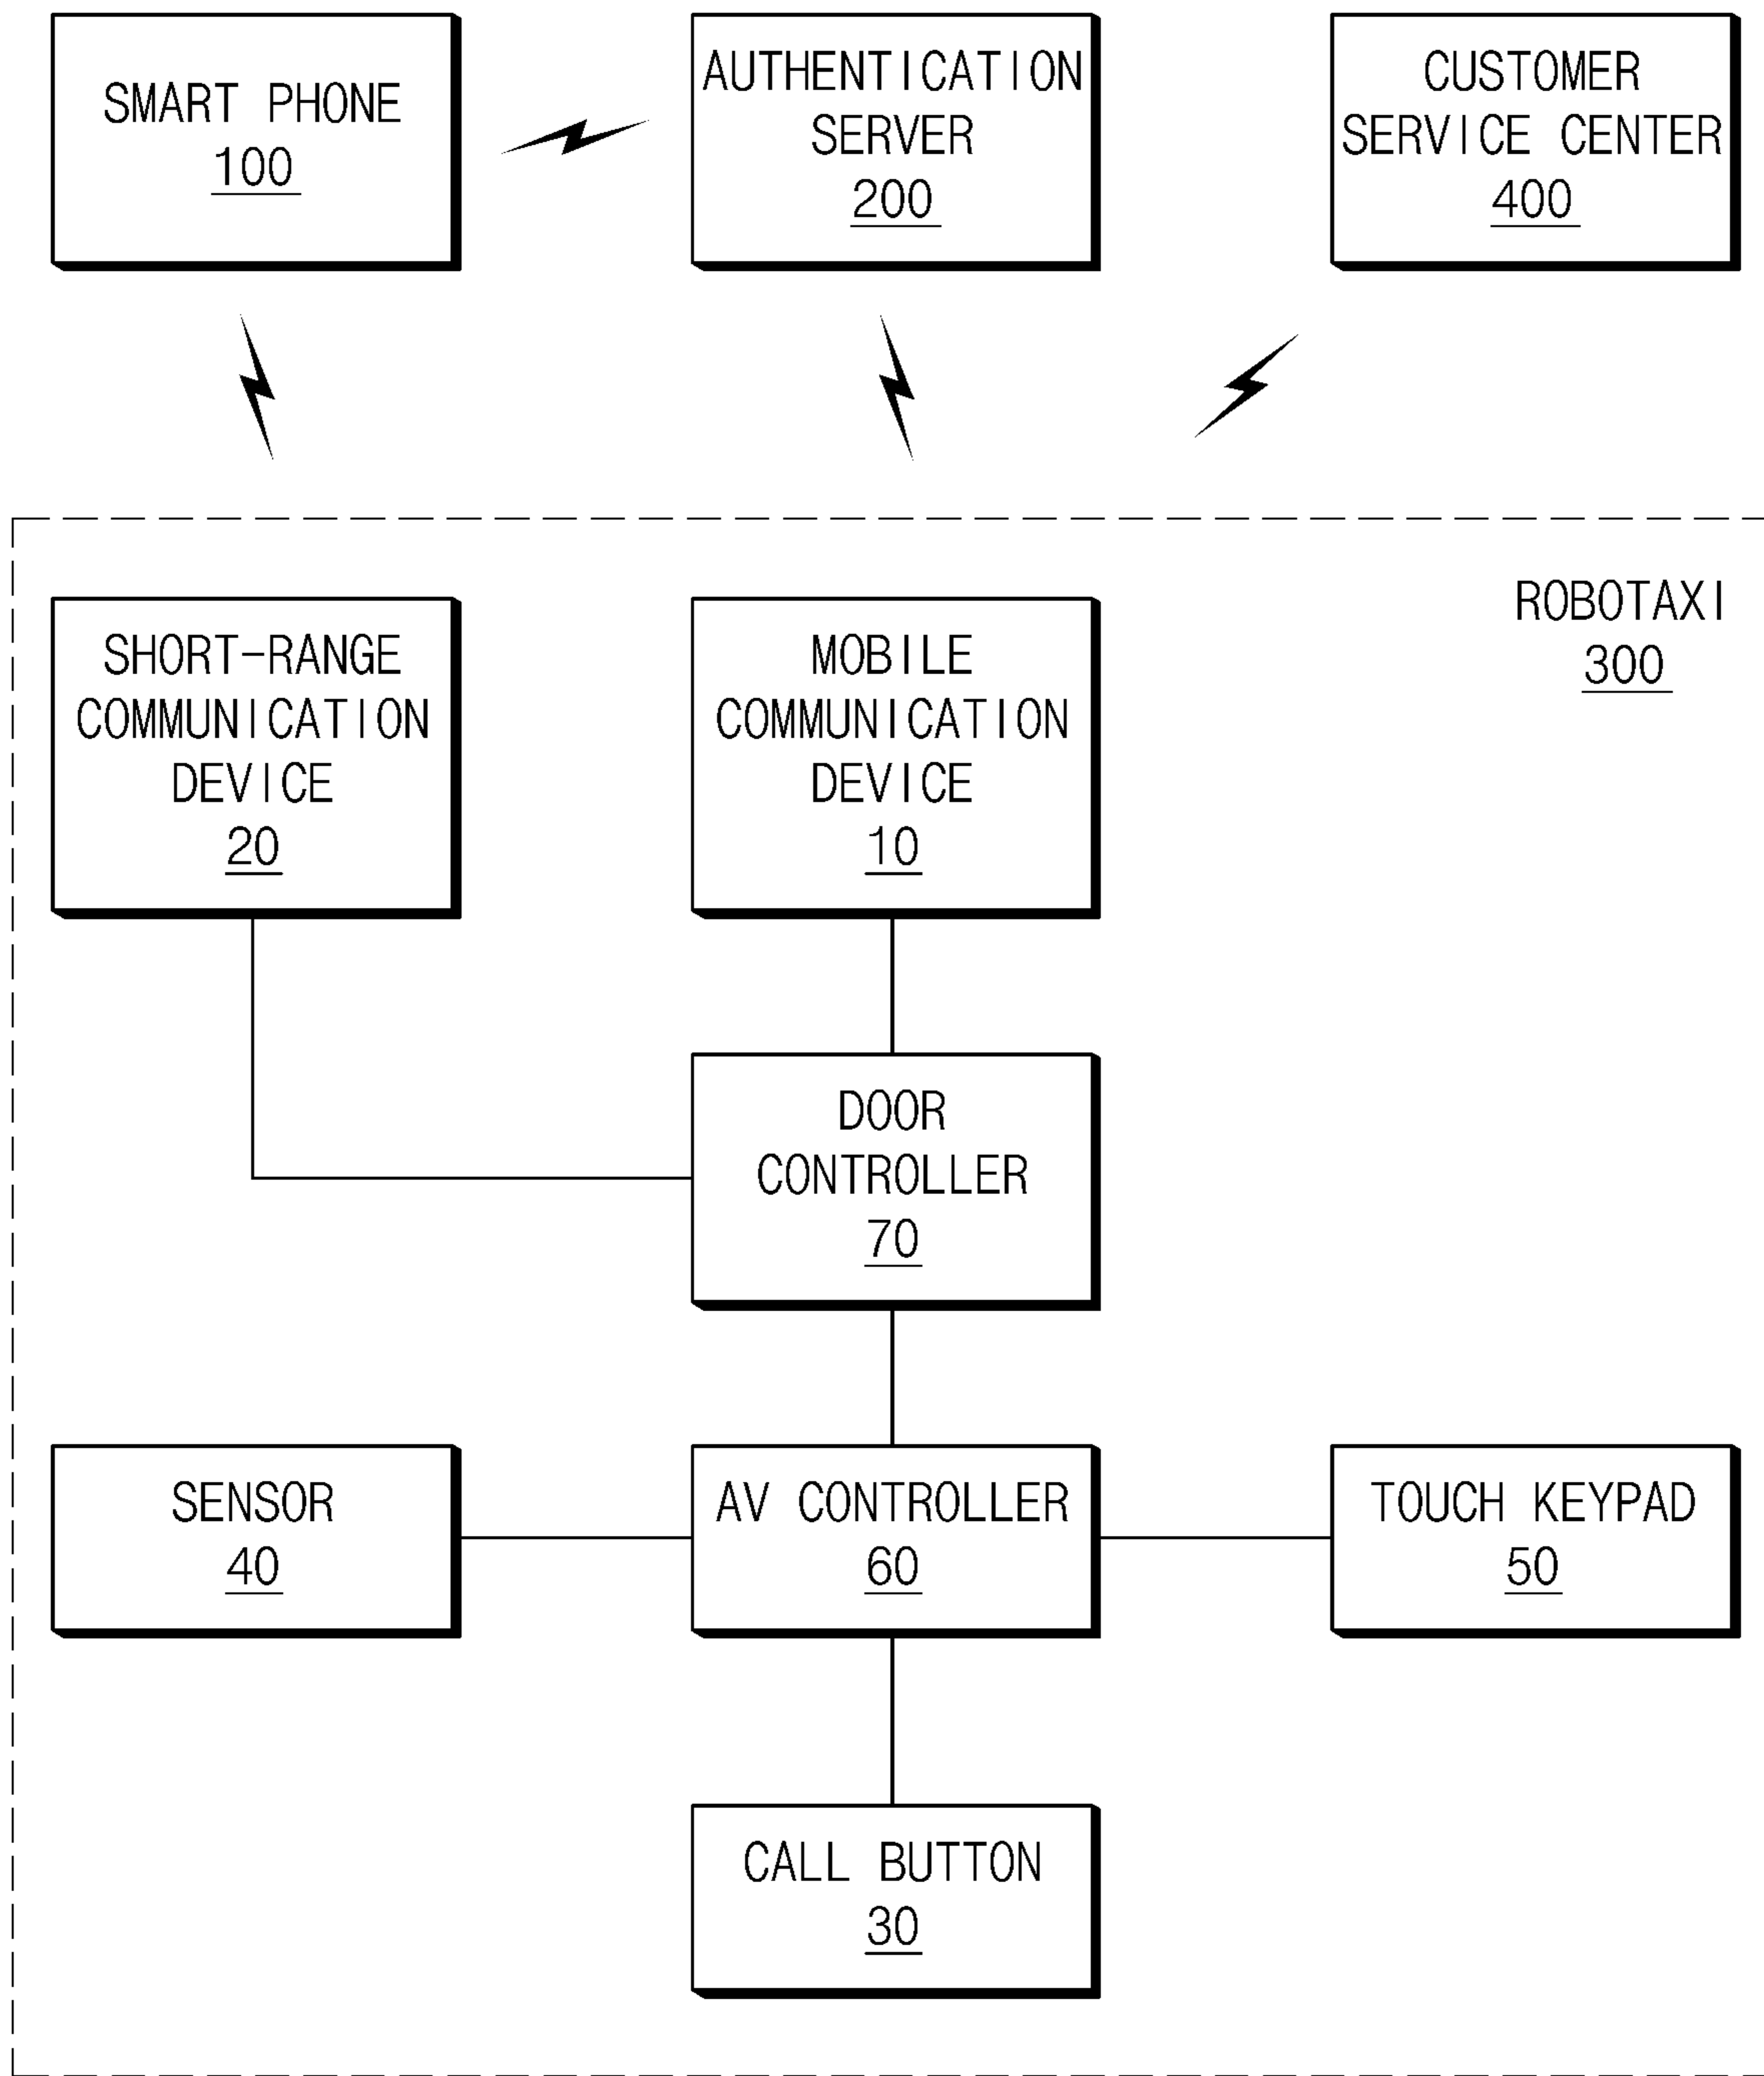 SMART PHONE
100
AUTHENTICATION
SERVER
200
CUSTOMER
SERVICE CENTER
400
ROBOTAXI
300
SHORT-RANGE
COMMUNICATION
DEVICE
20
MOBILE
COMMUNICATION
DEVICE
10
DOOR
CONTROLLER
70
SENSOR
40
AV CONTROLLER
60
TOUCH KEYPAD
50
CALL BUTTON
30